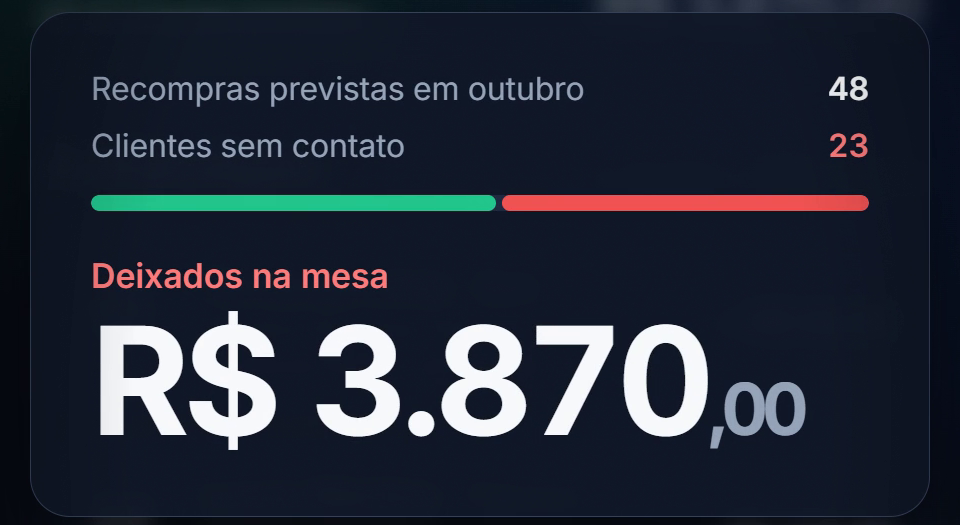 Recompras previstas em outubro 48
Clientes sem contato 23
Deixados na mesa
R$ 3.870,00